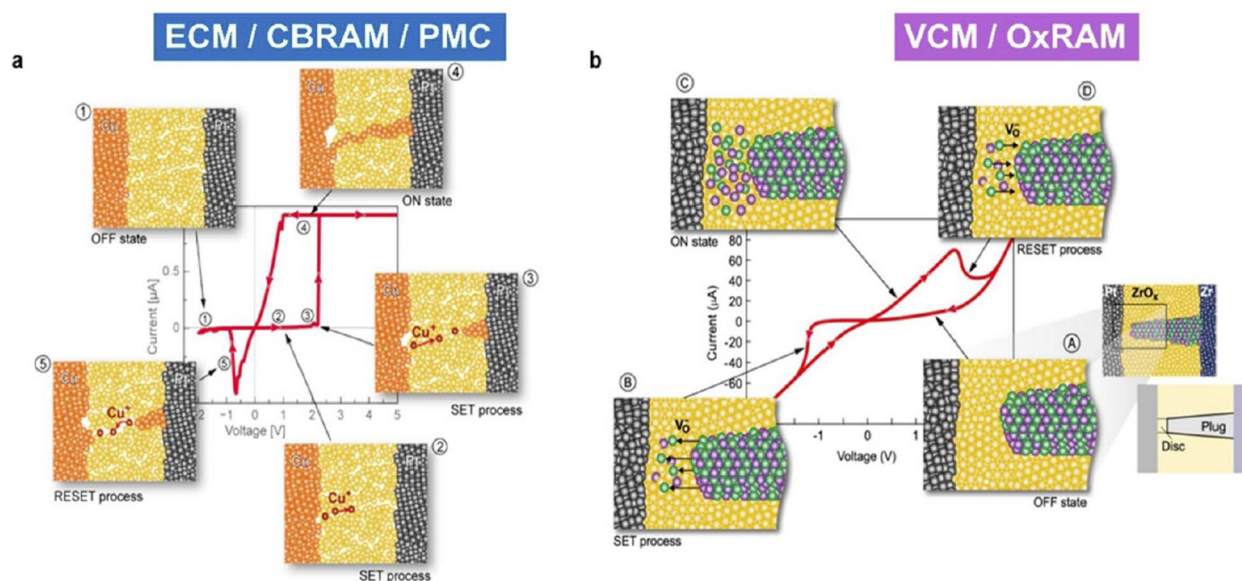 ECM / CBRAM / PMC
a
①
Cu
Pt
OFF state
④
Cu
Pt
ON state
0.5
0
Current [µA]
①
②
③
④
⑤
-2
-1
0
1
2
3
4
5
Voltage [V]
③
Cu
Pt
Cu⁺
SET process
⑤
Cu
Pt
Cu⁺
RESET process
②
Cu
Pt
Cu⁺
SET process
VCM / OxRAM
b
Ⓒ
ON state
Ⓓ
RESET process
80
60
40
20
0
-20
-40
-60
Current (µA)
-1
0
1
Voltage (V)
Ⓑ
SET process
Ⓐ
OFF state
Pt
ZrOₓ
Zr
Plug
Disc